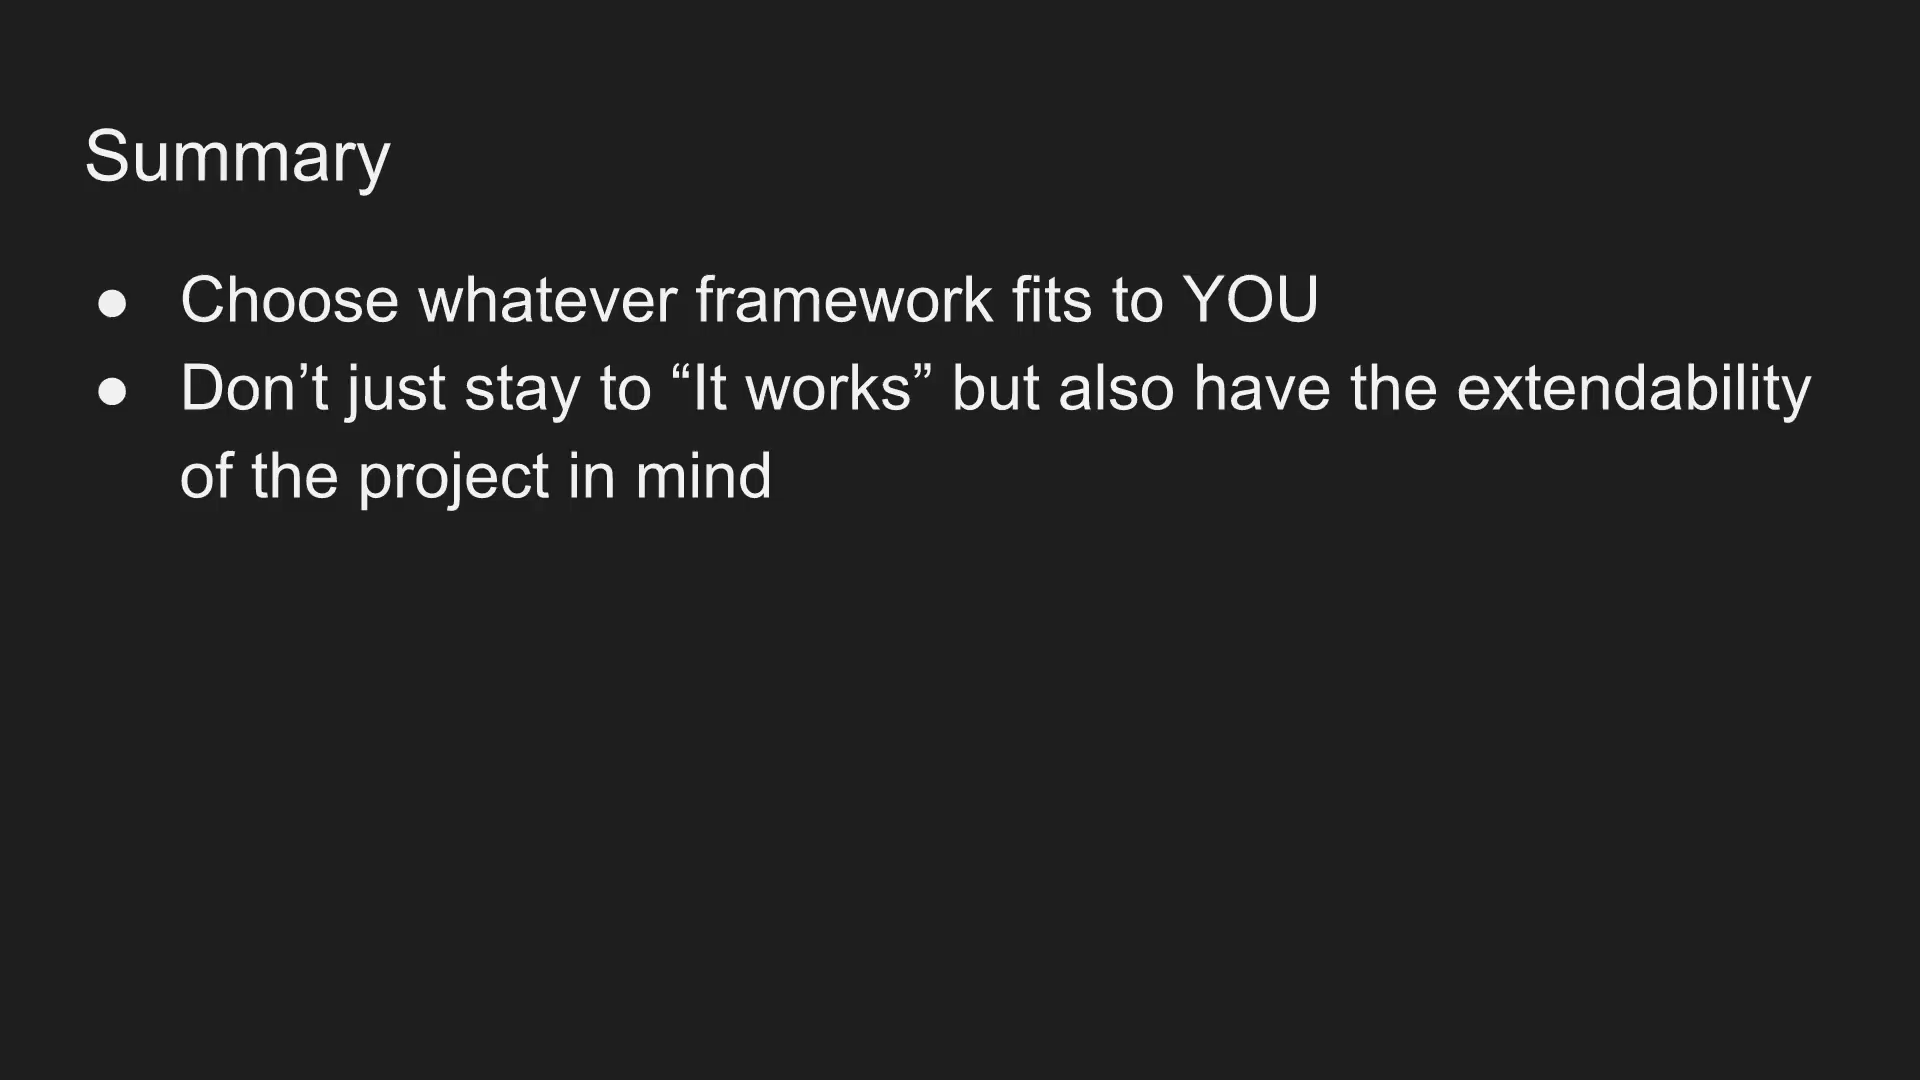 Summary
● Choose whatever framework fits to YOU
● Don’t just stay to “It works” but also have the extendability
of the project in mind